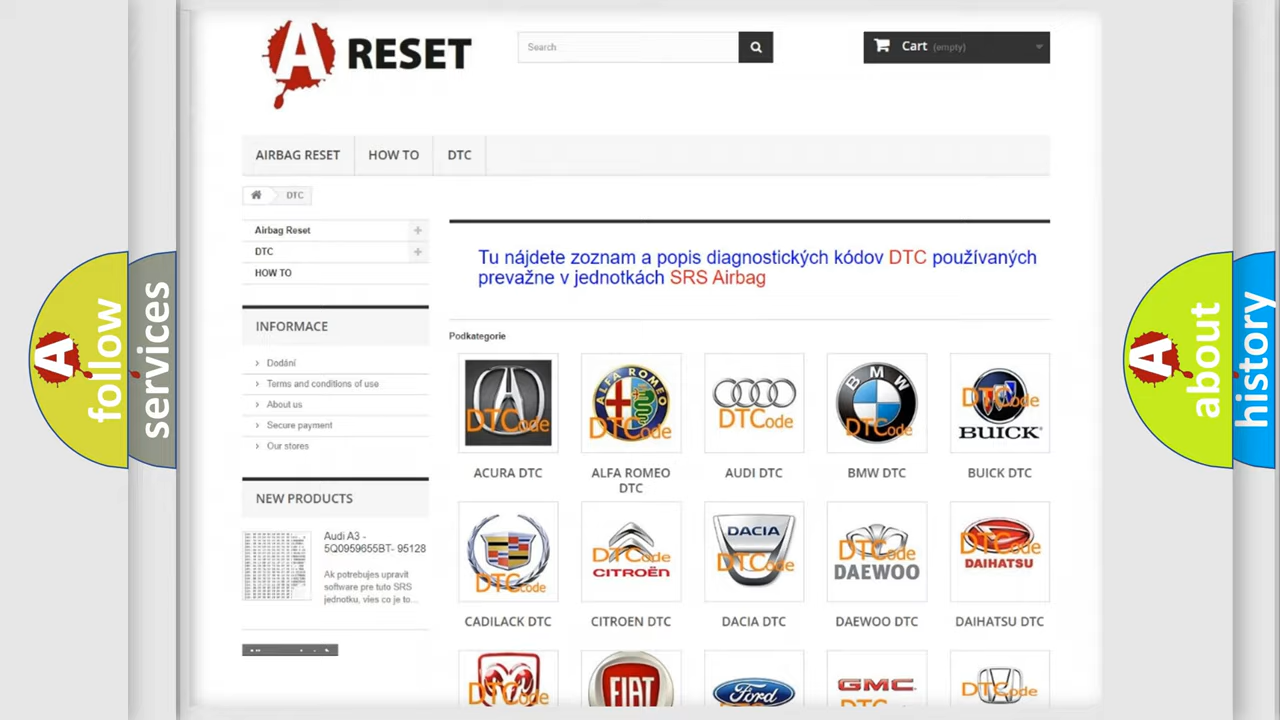 A RESET
Search
Cart (empty)
AIRBAG RESET
HOW TO
DTC
DTC
Airbag Reset
DTC
HOW TO
INFORMACE
Dodání
Terms and conditions of use
About us
Secure payment
Our stores
NEW PRODUCTS
Audi A3 -
5Q0959655BT- 95128
Ak potrebujes upravit
software pre tuto SRS
jednotku, vies co je to...
Tu nájdete zoznam a popis diagnostických kódov DTC používaných
prevažne v jednotkách SRS Airbag
Podkategorie
DTCode
ALFA ROMEO
DTCode
DTCode
BMW
DTCode
DTCode
BUICK
ACURA DTC
ALFA ROMEO
DTC
AUDI DTC
BMW DTC
BUICK DTC
DTCode
DTCode
CITROËN
DACIA
DTCode
DTCode
DAEWOO
DTCode
DAIHATSU
CADILACK DTC
CITROEN DTC
DACIA DTC
DAEWOO DTC
DAIHATSU DTC
DTCode
FIAT
Ford
GMC
DTCode
A follow
services
A about
history